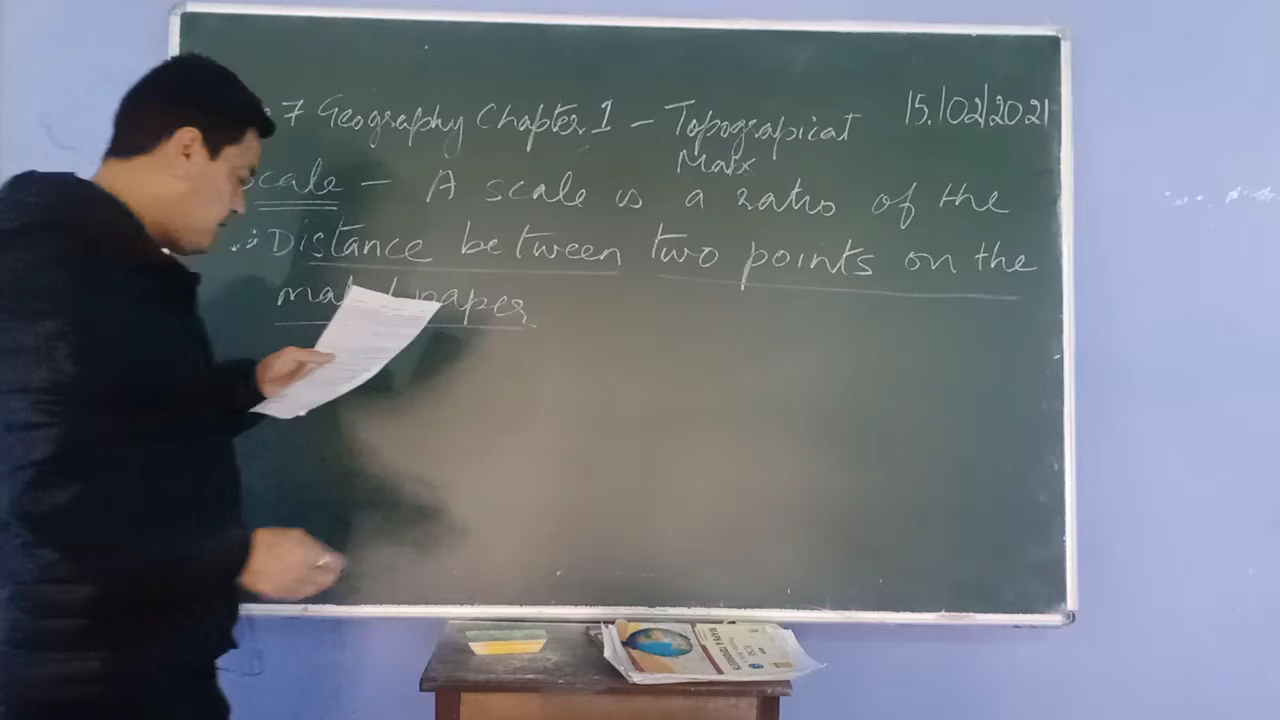 7 Geography Chapter 1 - Topograpical 15/02/2021
Map
Scale - A scale is a ratio of the
Distance between two points on the
map / paper